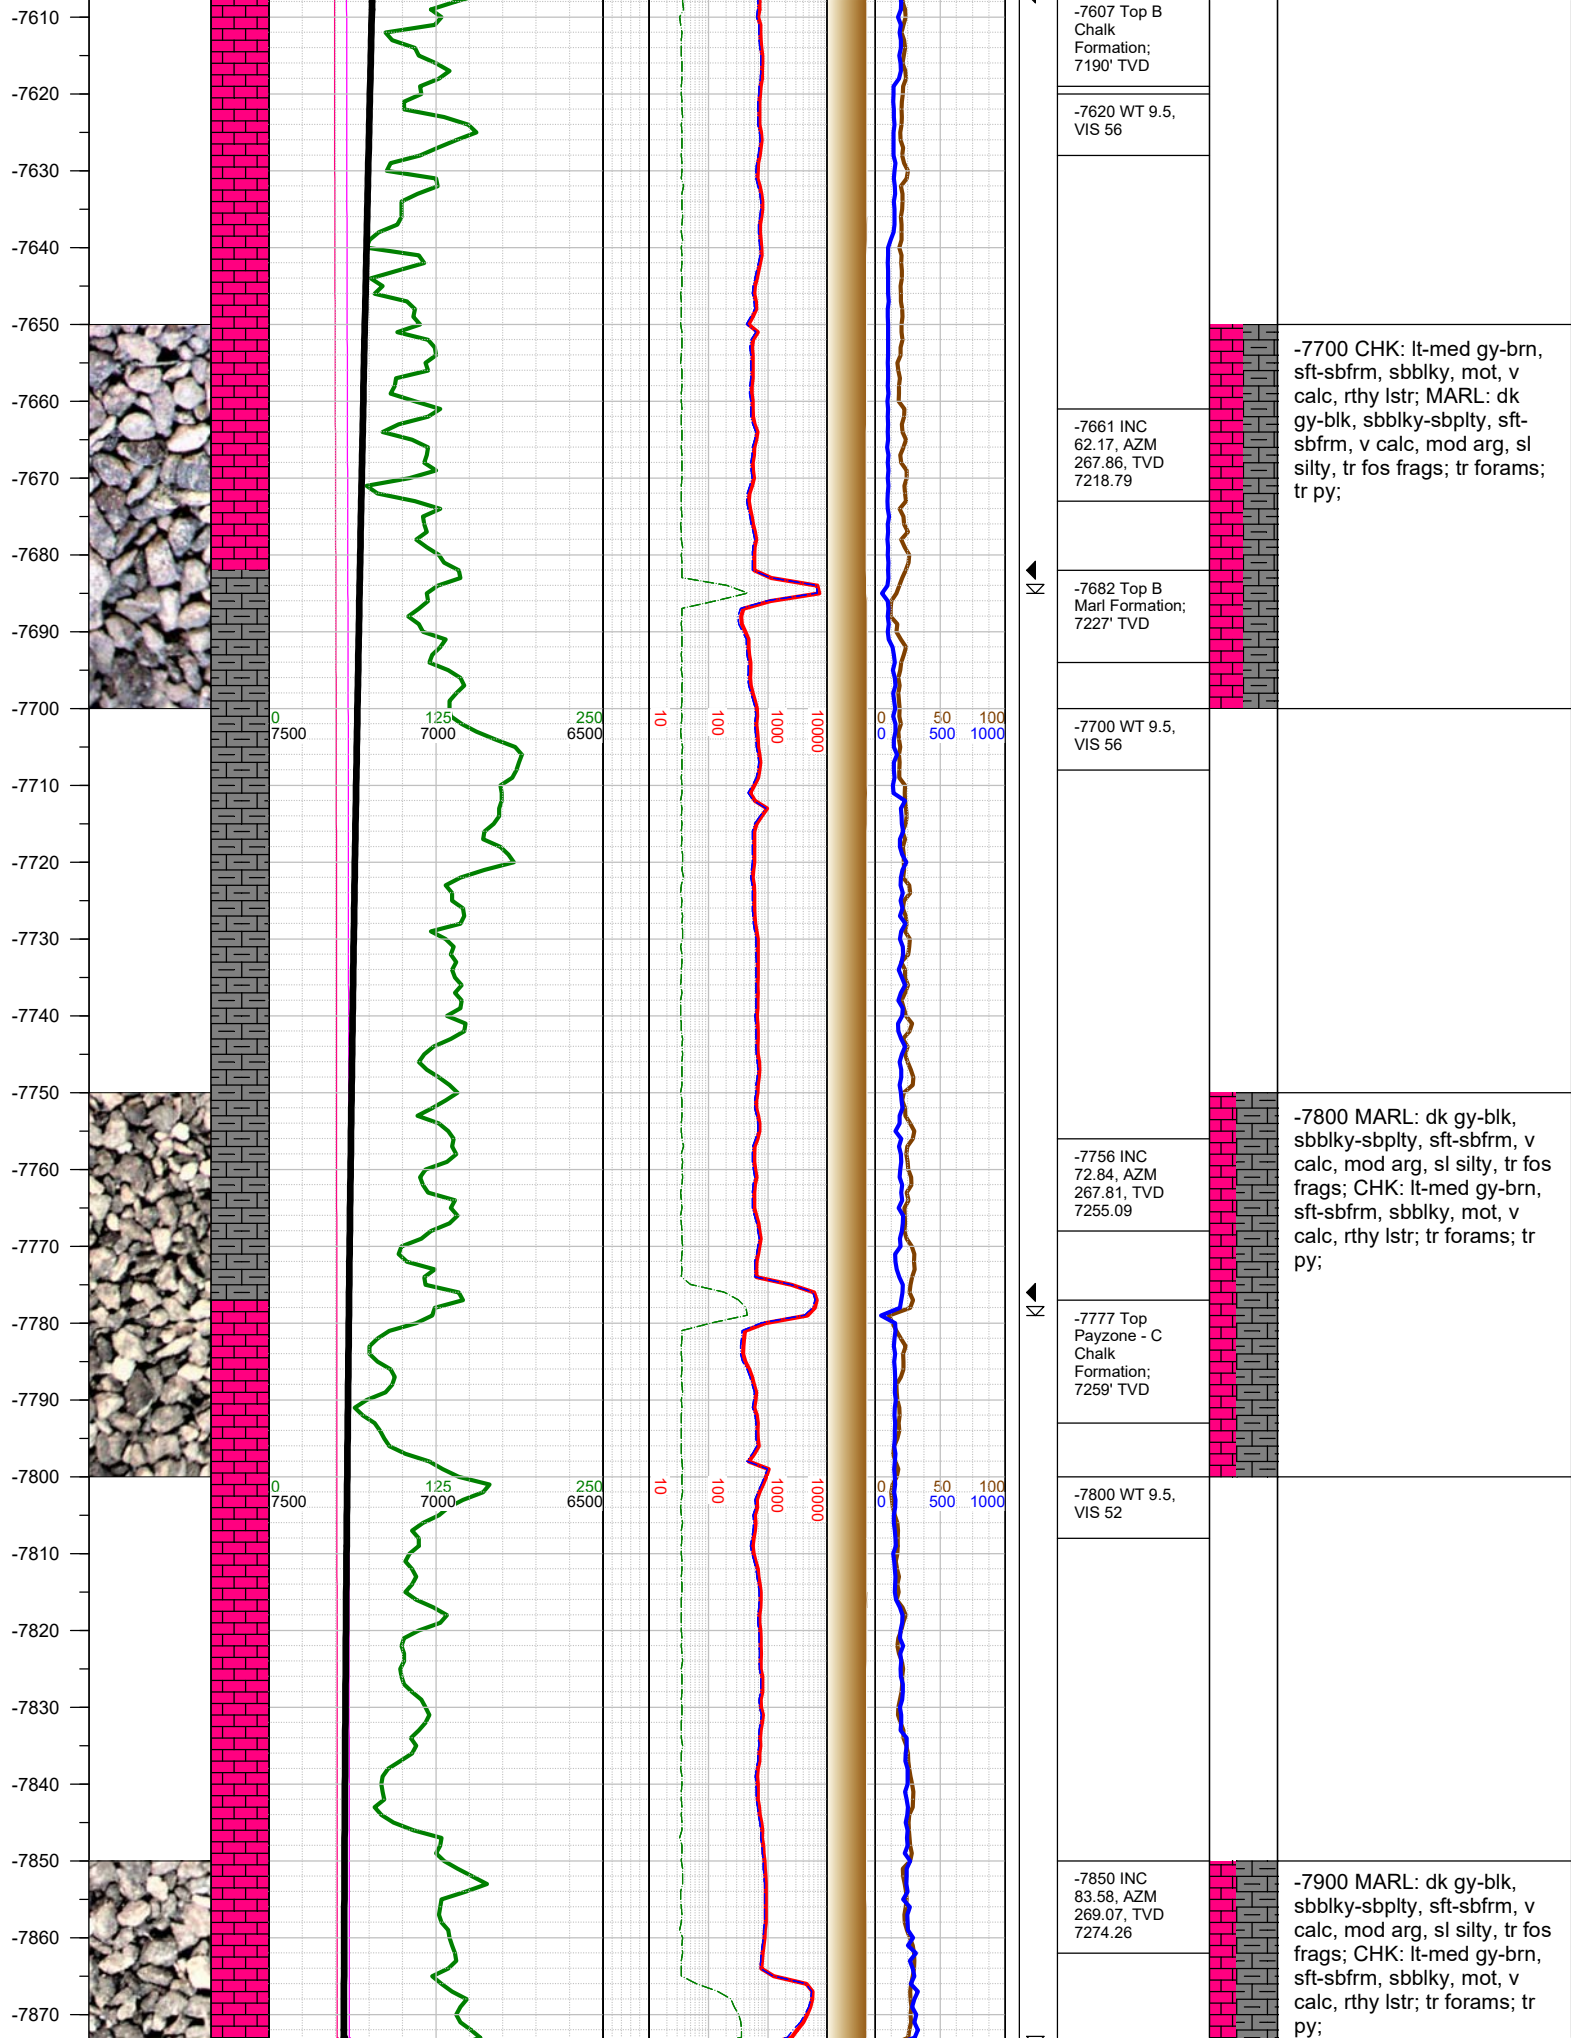 -7610
-7620
-7630
-7640
-7650
-7660
-7670
-7680
-7690
-7700
-7710
-7720
-7730
-7740
-7750
-7760
-7770
-7780
-7790
-7800
-7810
-7820
-7830
-7840
-7850
-7860
-7870
0 125 250
7500 7000 6500
10 100 1000 10000
0 50 100
0 500 1000
0 125 250
7500 7000 6500
10 100 1000 10000
0 50 100
0 500 1000
-7607 Top B
Chalk
Formation;
7190' TVD
-7620 WT 9.5,
VIS 56
-7661 INC
62.17, AZM
267.86, TVD
7218.79
-7682 Top B
Marl Formation;
7227' TVD
-7700 WT 9.5,
VIS 56
-7756 INC
72.84, AZM
267.81, TVD
7255.09
-7777 Top
Payzone - C
Chalk
Formation;
7259' TVD
-7800 WT 9.5,
VIS 52
-7850 INC
83.58, AZM
269.07, TVD
7274.26
-7700 CHK: lt-med gy-brn,
sft-sbfrm, sbblky, mot, v
calc, rthy lstr; MARL: dk
gy-blk, sbblky-sbplty, sft-
sbfrm, v calc, mod arg, sl
silty, tr fos frags; tr forams;
tr py;
-7800 MARL: dk gy-blk,
sbblky-sbplty, sft-sbfrm, v
calc, mod arg, sl silty, tr fos
frags; CHK: lt-med gy-brn,
sft-sbfrm, sbblky, mot, v
calc, rthy lstr; tr forams; tr
py;
-7900 MARL: dk gy-blk,
sbblky-sbplty, sft-sbfrm, v
calc, mod arg, sl silty, tr fos
frags; CHK: lt-med gy-brn,
sft-sbfrm, sbblky, mot, v
calc, rthy lstr; tr forams; tr
py;